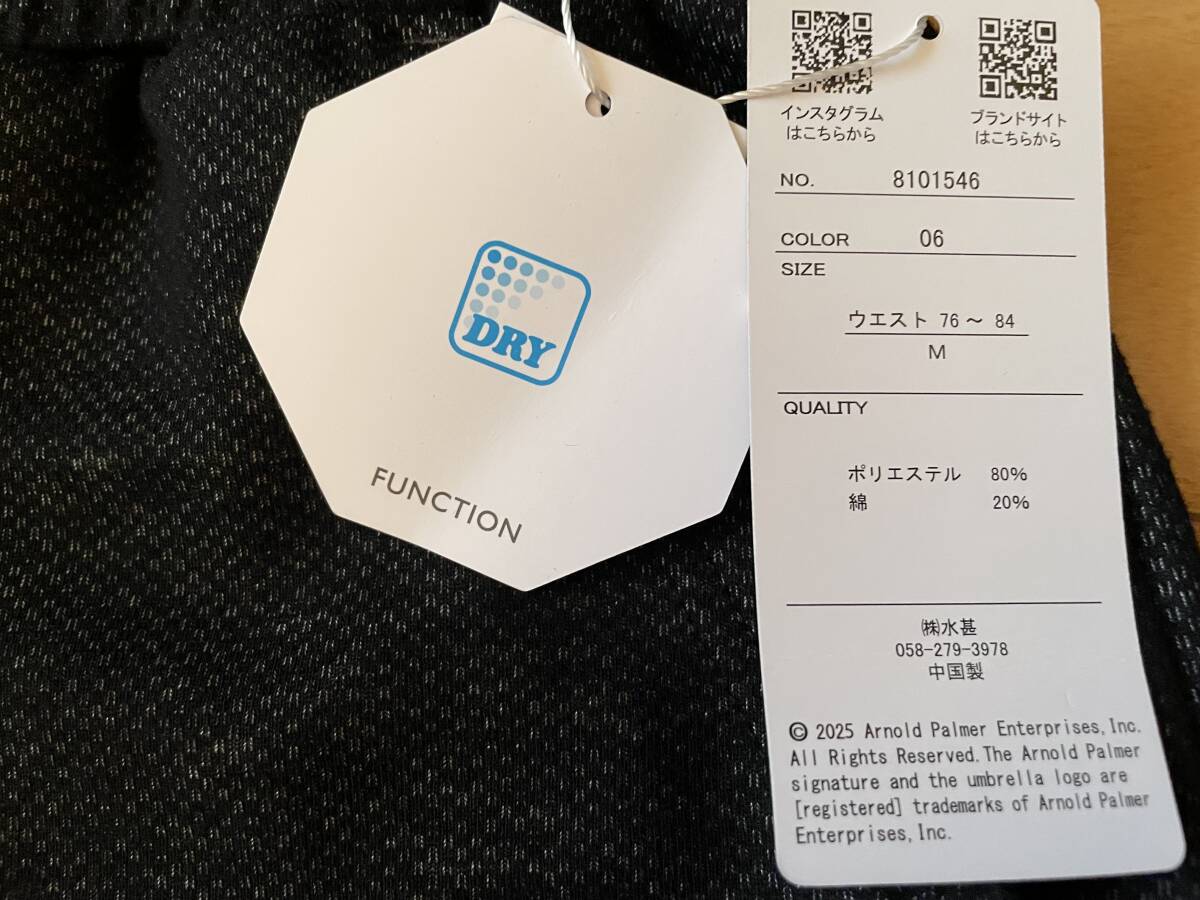 DRY
FUNCTION
インスタグラム
はこちらから
ブランドサイト
はこちらから
NO. 8101546
COLOR 06
SIZE
ウエスト 76～84
M
QUALITY
ポリエステル 80%
綿 20%
㈱水甚
058-279-3978
中国製
© 2025 Arnold Palmer Enterprises, Inc.
All Rights Reserved. The Arnold Palmer
signature and the umbrella logo are
[registered] trademarks of Arnold Palmer
Enterprises, Inc.